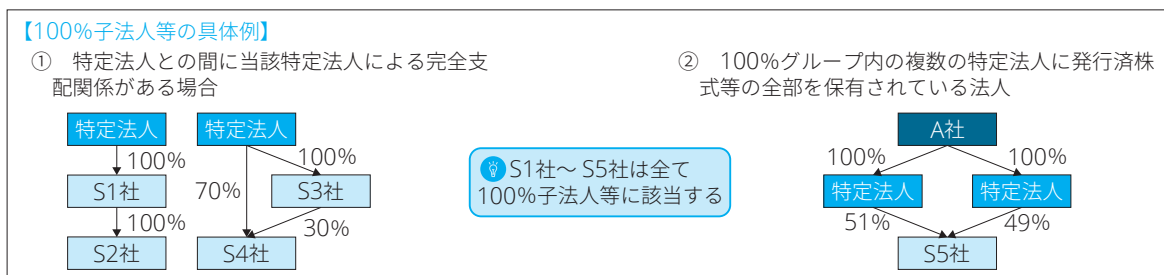 【100%子法人等の具体例】
① 特定法人との間に当該特定法人による完全支
配関係がある場合
特定法人
100%
S1社
100%
S2社
特定法人
100%
70%
S3社
30%
S4社
S1社~ S5社は全て
100%子法人等に該当する
② 100%グループ内の複数の特定法人に発行済株
式等の全部を保有されている法人
A社
100% 100%
特定法人 特定法人
51% 49%
S5社